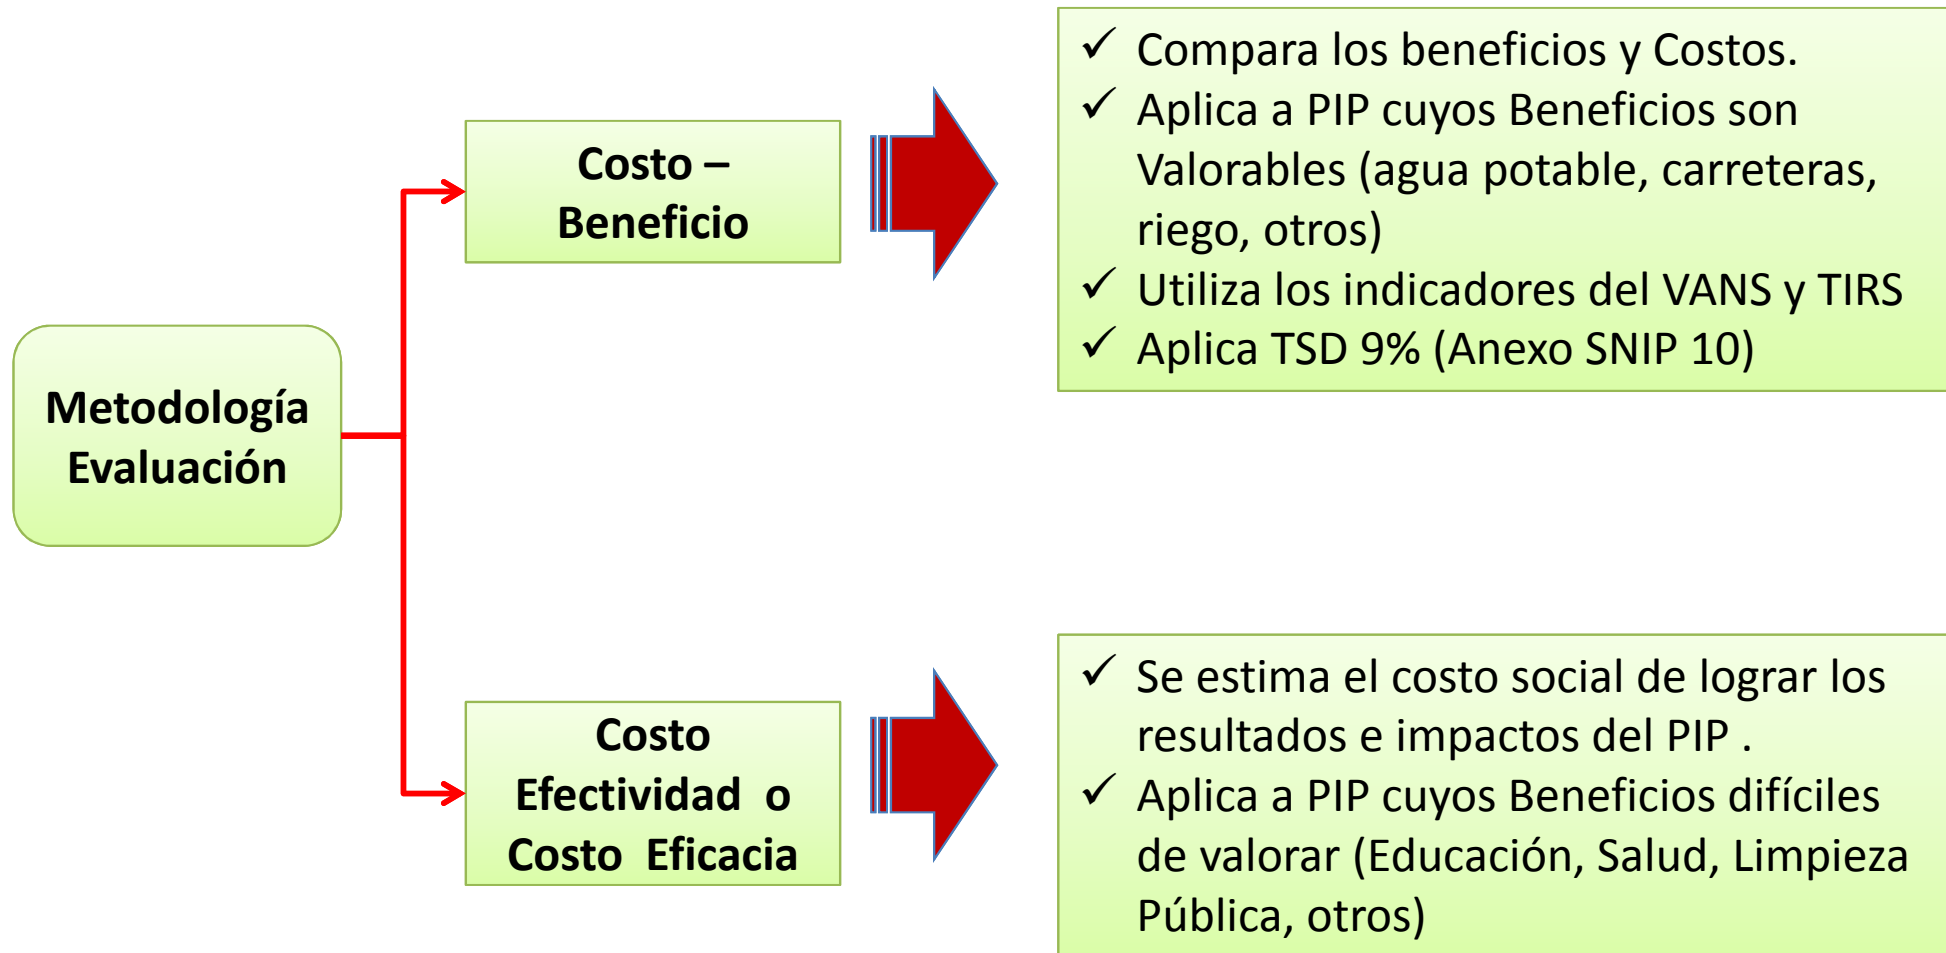 Metodología
Evaluación
Costo –
Beneficio
✓ Compara los beneficios y Costos.
✓ Aplica a PIP cuyos Beneficios son
Valorables (agua potable, carreteras,
riego, otros)
✓ Utiliza los indicadores del VANS y TIRS
✓ Aplica TSD 9% (Anexo SNIP 10)
Costo
Efectividad o
Costo Eficacia
✓ Se estima el costo social de lograr los
resultados e impactos del PIP .
✓ Aplica a PIP cuyos Beneficios difíciles
de valorar (Educación, Salud, Limpieza
Pública, otros)